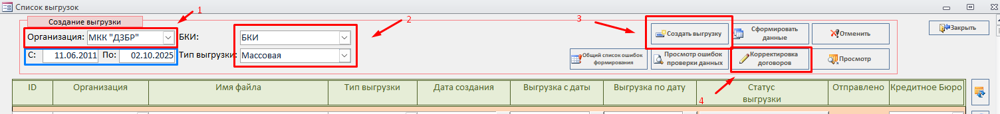 Список выгрузок
1
Создание выгрузки
2
3
Организация: МКК "ДЗБР" БКИ: БКИ
Создать выгрузку
Сформировать
данные
Отменить
Закрыть
С: 11.06.2011 По: 02.10.2025 Тип выгрузки: Массовая
Общий список ошибок
формирования
Просмотр ошибок
проверки данных
Корректировка
договоров
Просмотр
4
ID Организация Имя файла Тип выгрузки Дата создания Выгрузка с даты Выгрузка по дату Статус
выгрузки Отправлено Кредитное Бюро